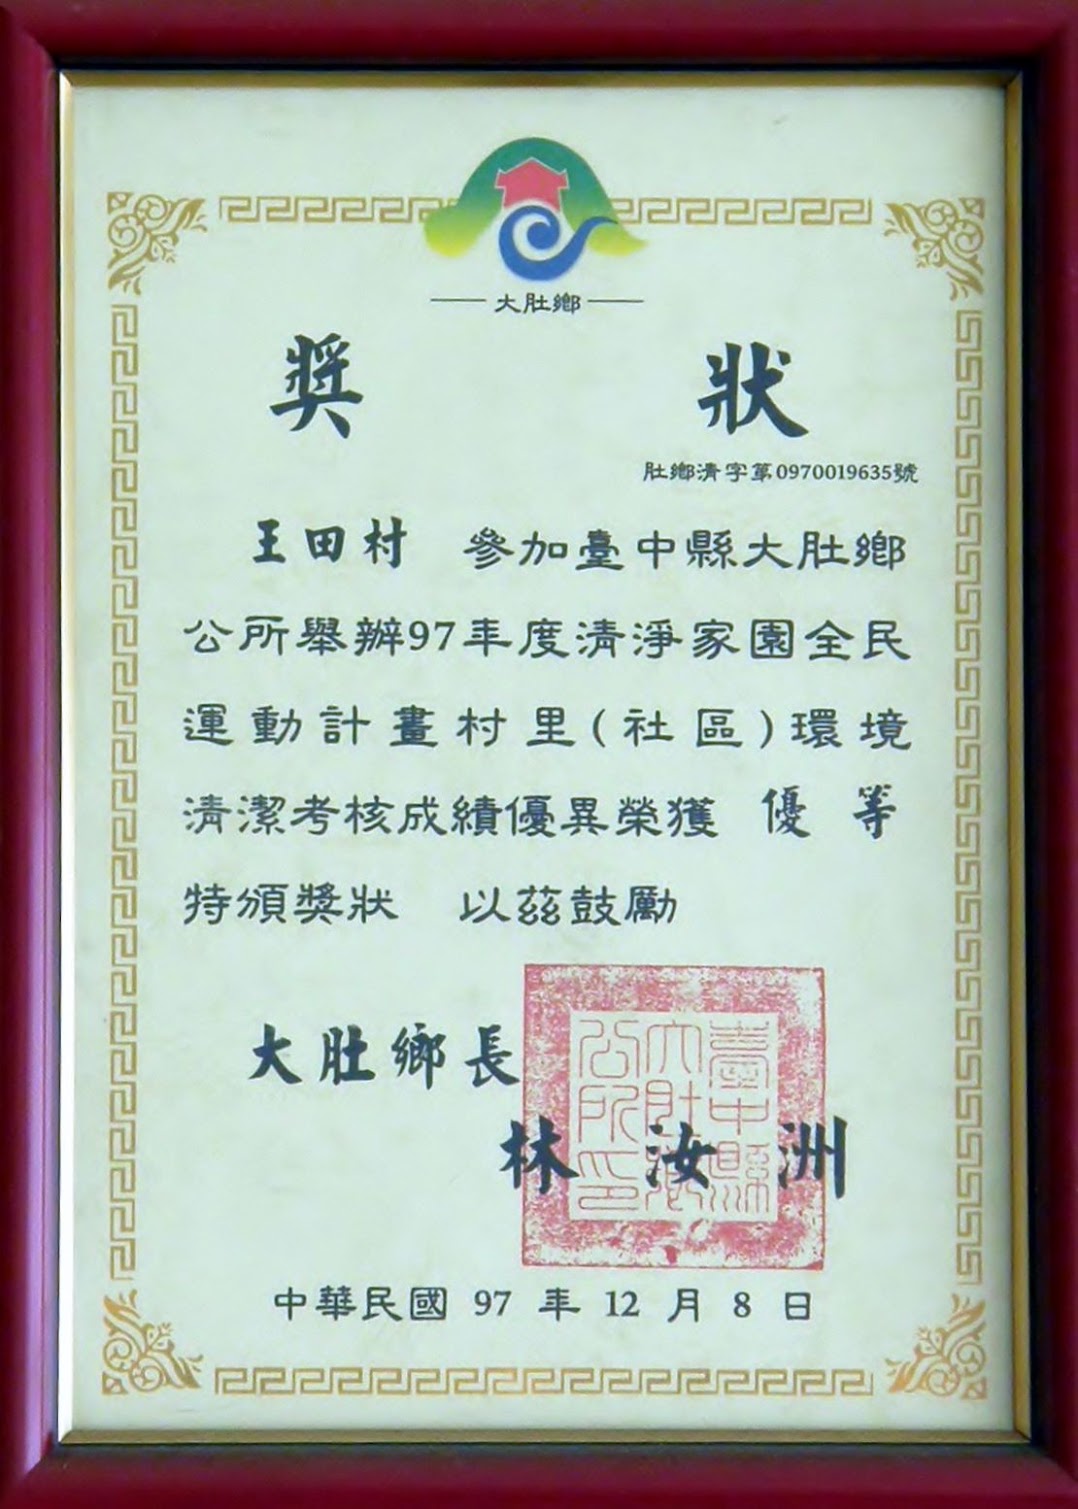 大肚鄉
獎 狀
肚鄉清字第0970019635號
王田村 參加臺中縣大肚鄉
公所舉辦97年度清淨家園全民
運動計畫村里(社區)環境
清潔考核成績優異榮獲 優等
特頒獎狀 以茲鼓勵
大肚鄉長
林汝洲
臺中縣
大肚鄉
公所印
中華民國 97 年 12 月 8 日